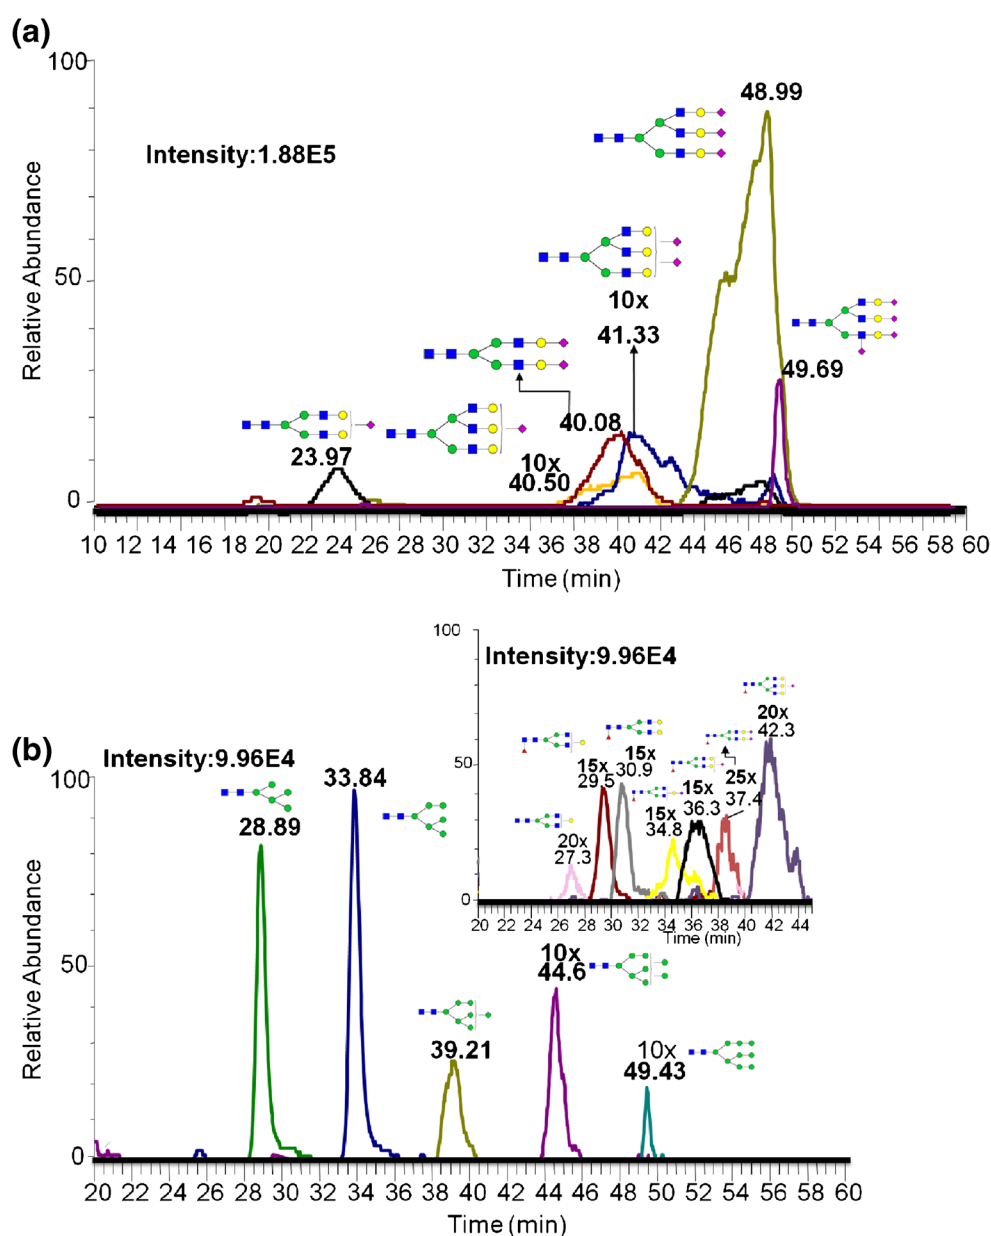 (a)
100
48.99
Intensity:1.88E5
Relative Abundance
50
10x
41.33
49.69
40.08
23.97
10x
40.50
0
10 12 14 16 18 20 22 24 26 28 30 32 34 36 38 40 42 44 46 48 50 52 54 56 58 60
Time (min)
100
Intensity:9.96E4
20x
42.3
(b)
Intensity:9.96E4
100
33.84
28.89
50
15x
29.5
15x
30.9
25x
37.4
15x
36.3
15x
34.8
20x
27.3
0
20 22 24 26 28 30 32 34 36 38 40 42 44
Time (min)
Relative Abundance
50
10x
44.6
39.21
10x
49.43
0
20 22 24 26 28 30 32 34 36 38 40 42 44 46 48 50 52 54 56 58 60
Time (min)